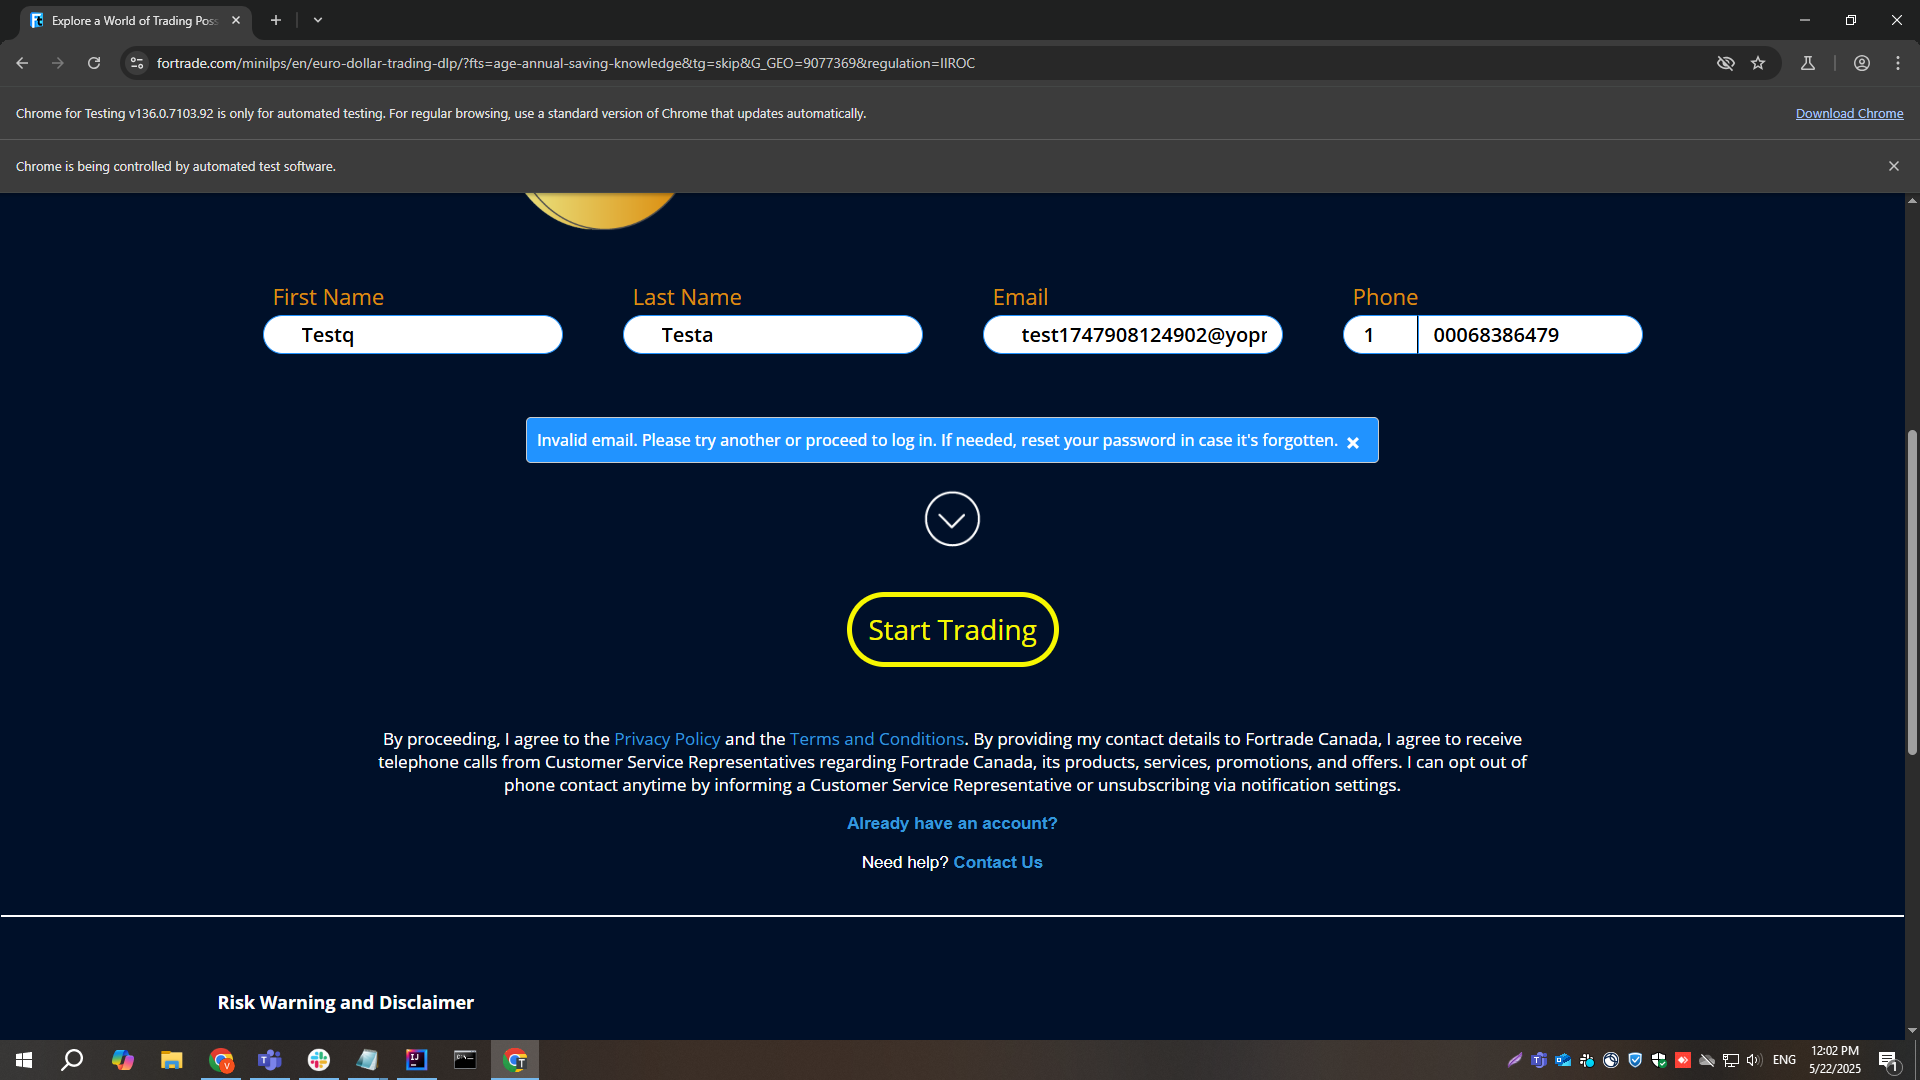 Explore a World of Trading Poss
fortrade.com/minilps/en/euro-dollar-trading-dlp/?fts=age-annual-saving-knowledge&tg=skip&G_GEO=9077369&regulation=IIROC
Chrome for Testing v136.0.7103.92 is only for automated testing. For regular browsing, use a standard version of Chrome that updates automatically.
Download Chrome
Chrome is being controlled by automated test software.
First Name
Last Name
Email
Phone
Testq
Testa
test1747908124902@yopr
1
00068386479
Invalid email. Please try another or proceed to log in. If needed, reset your password in case it's forgotten.
Start Trading
By proceeding, I agree to the Privacy Policy and the Terms and Conditions. By providing my contact details to Fortrade Canada, I agree to receive
telephone calls from Customer Service Representatives regarding Fortrade Canada, its products, services, promotions, and offers. I can opt out of
phone contact anytime by informing a Customer Service Representative or unsubscribing via notification settings.
Already have an account?
Need help? Contact Us
Risk Warning and Disclaimer
ENG
12:02 PM
5/22/2025
1